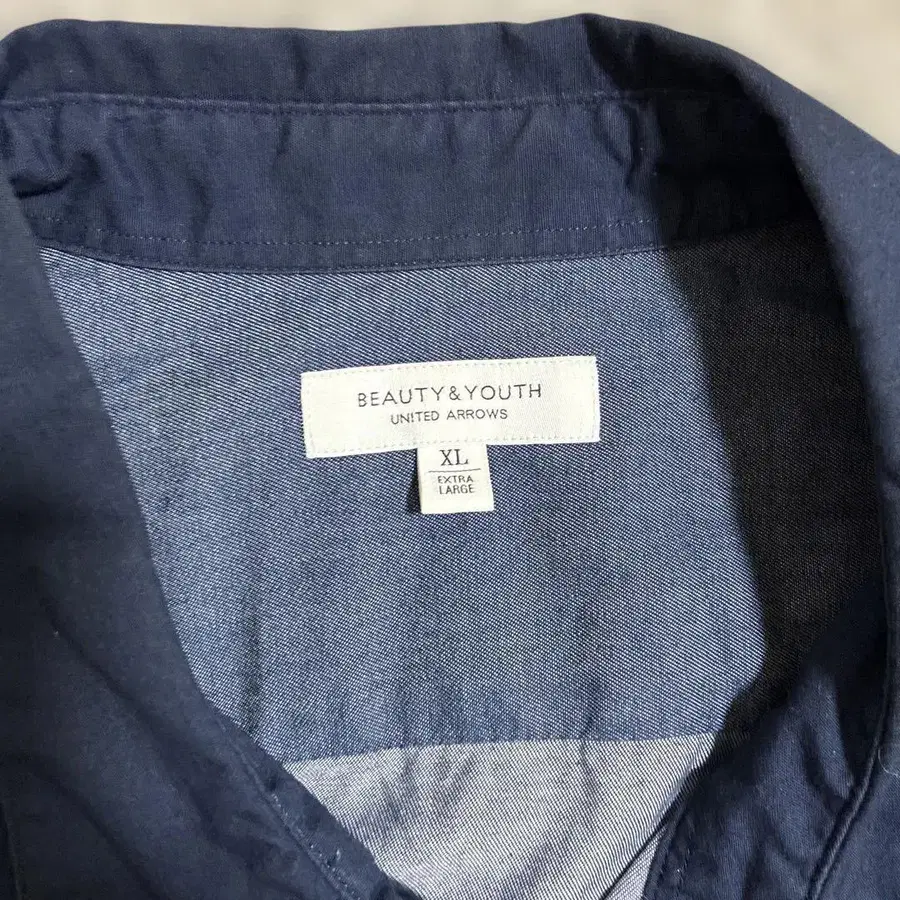 BEAUTY&YOUTH
UNITED ARROWS
XL
EXTRA
LARGE